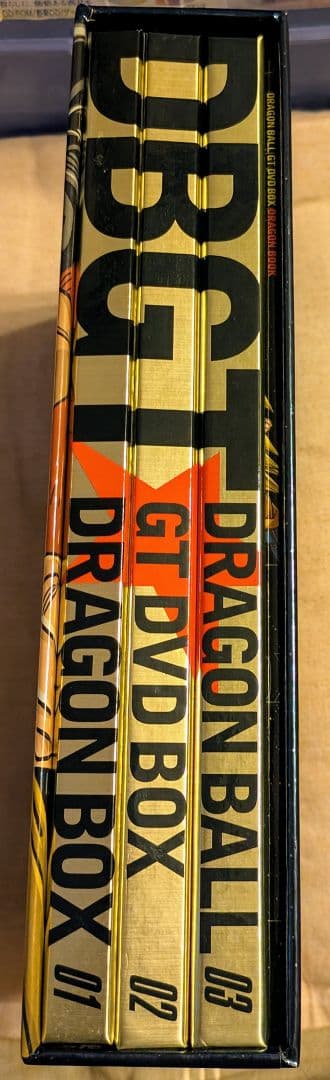 DRAGON BALL GT DVD BOX DRAGON BOOK
DBGT
DRAGON BALL 03
GT DVD BOX 02
DRAGON BOX 01